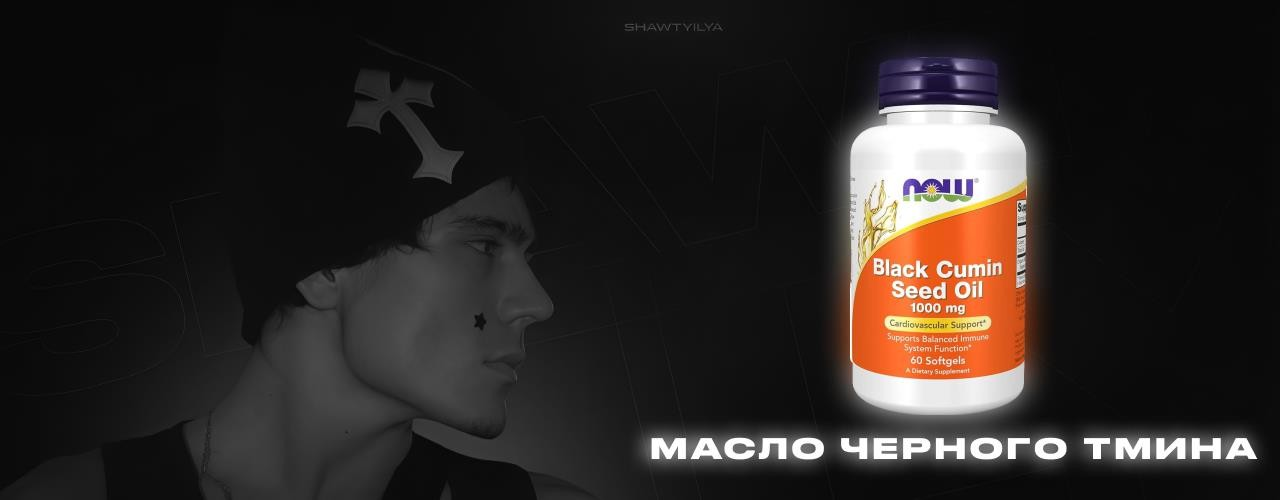 SHAWTYILYA
NOW
Black Cumin
Seed Oil
1000 mg
Cardiovascular Support*
Supports Balanced Immune
System Function*
60 Softgels
A Dietary Supplement
МАСЛО ЧЕРНОГО ТМИНА